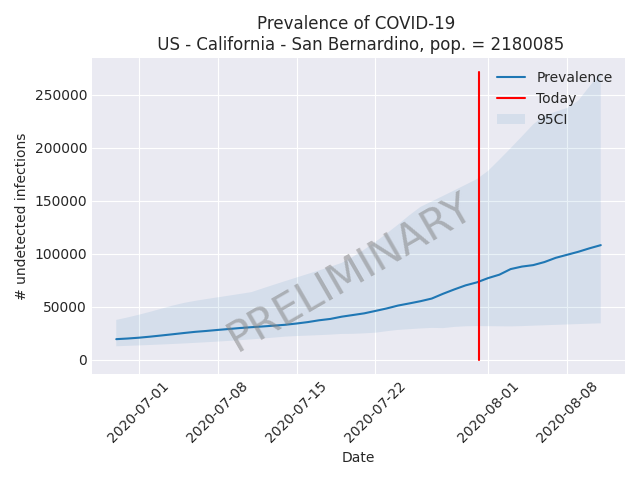 Prevalence of COVID-19
US - California - San Bernardino, pop. = 2180085
Prevalence
Today
95CI
250000
200000
150000
100000
50000
0
# undetected infections
PRELIMINARY
2020-07-01
2020-07-08
2020-07-15
2020-07-22
2020-08-01
2020-08-08
Date